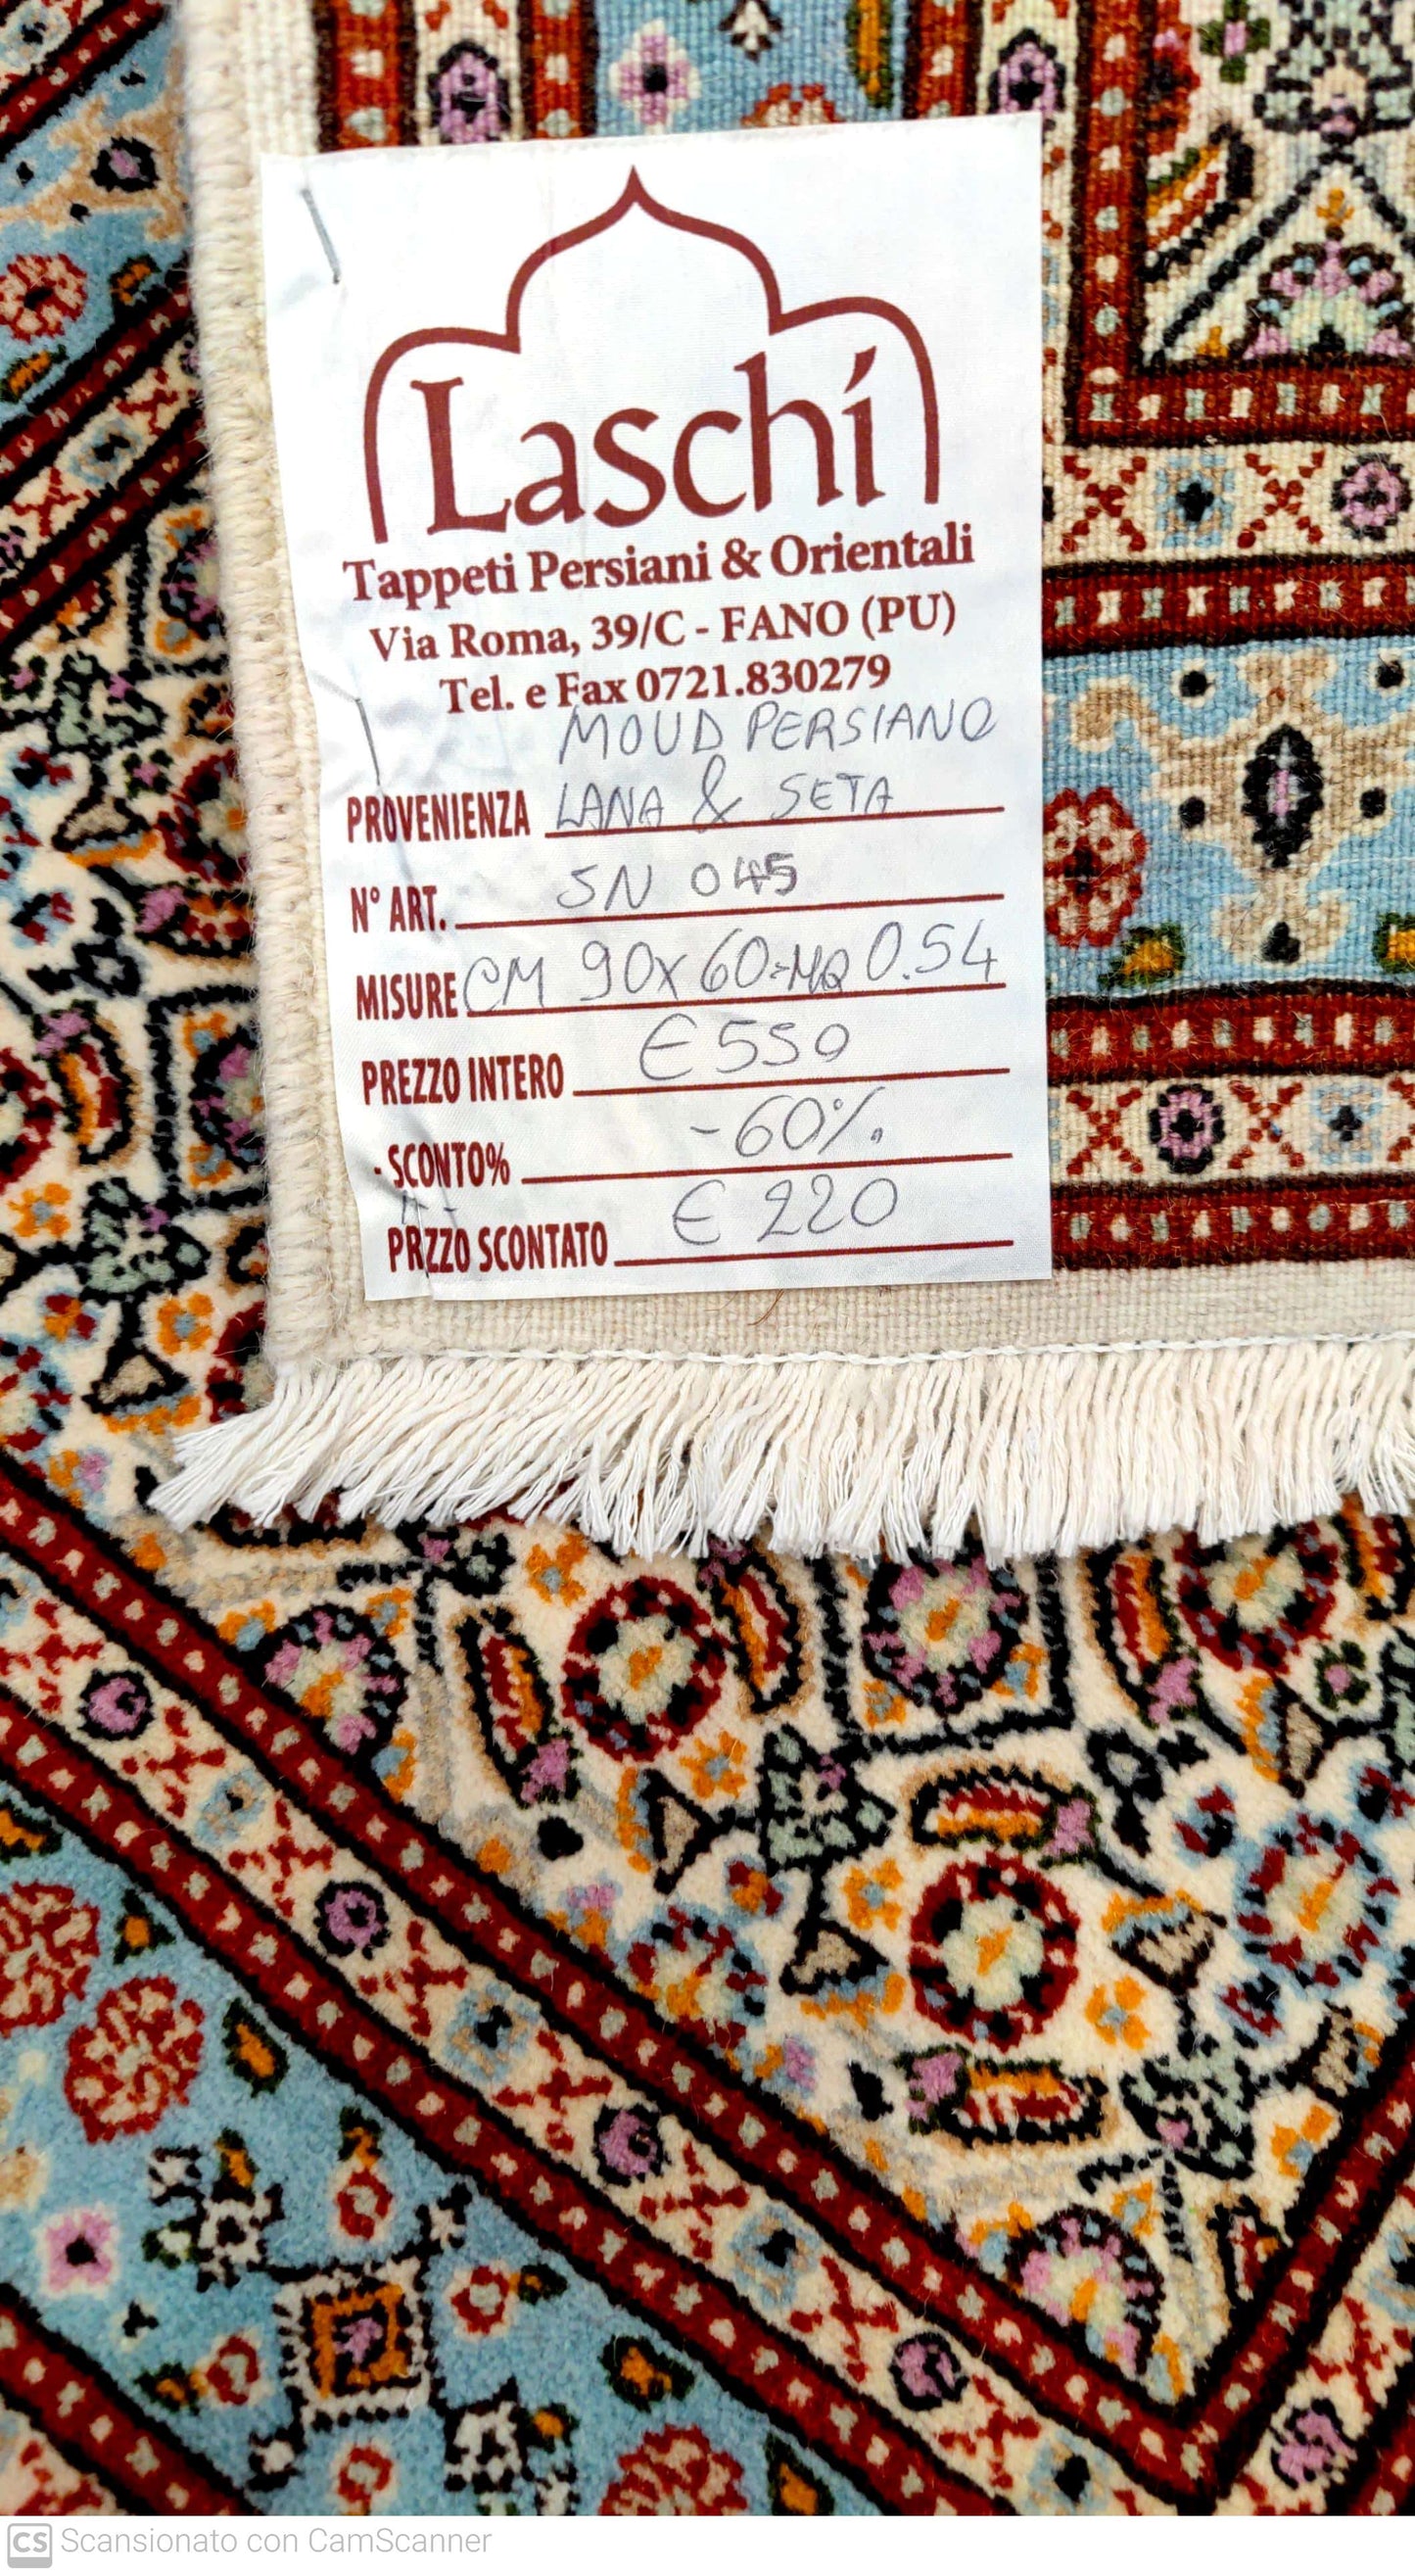 Laschí
Tappeti Persiani & Orientali
Via Roma, 39/C - FANO (PU)
Tel. e Fax 0721.830279
MOUD PERSIANO
PROVENIENZA LANA & SETA
N° ART. SN 045
MISURE CM 90x60=MQ 0.54
PREZZO INTERO € 550
- SCONTO% -60%.
PRZZO SCONTATO € 220
CS Scansionato con CamScanner